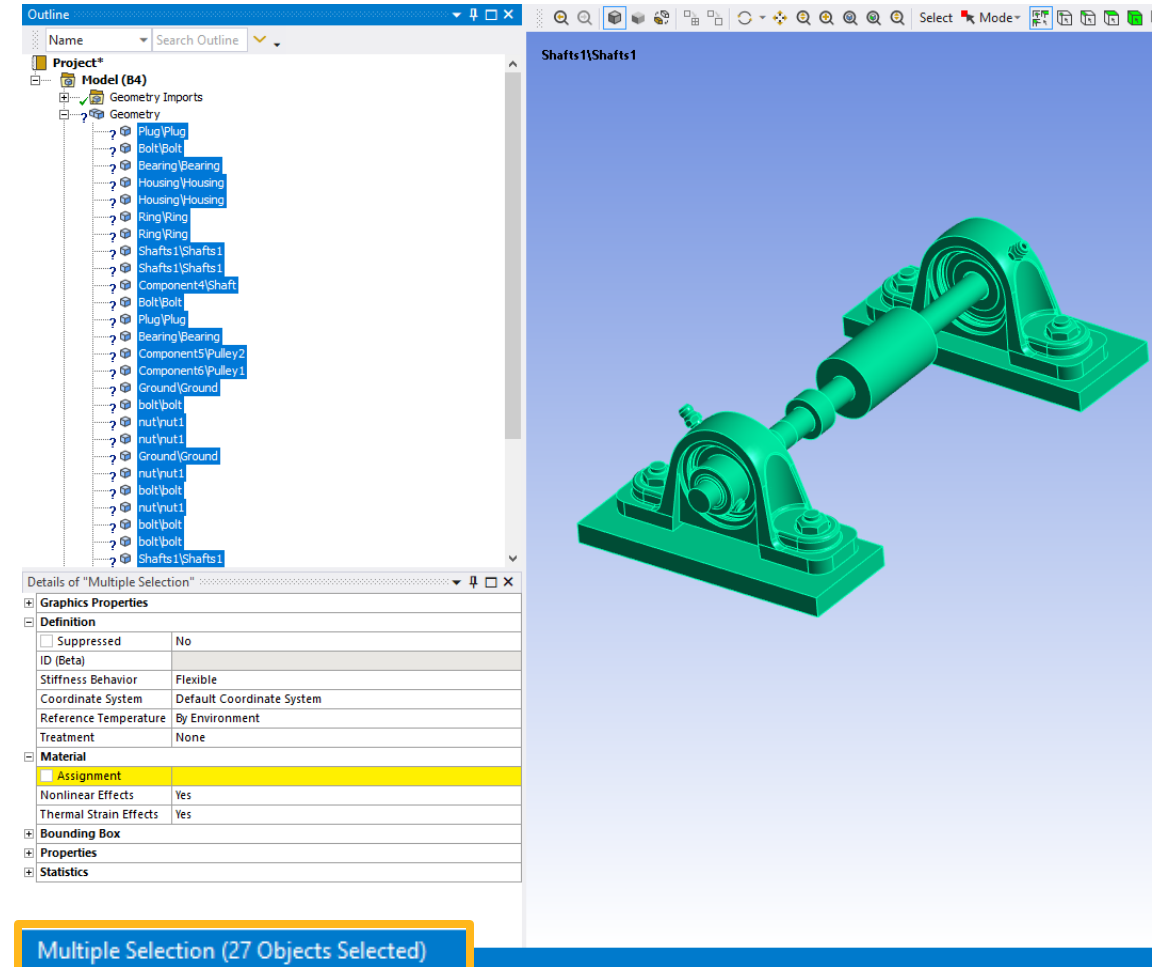 Outline
Name
Search Outline
Project*
Model (B4)
Geometry Imports
Geometry
Plug\Plug
Bolt\Bolt
Bearing\Bearing
Housing\Housing
Housing\Housing
Ring\Ring
Ring\Ring
Shafts1\Shafts1
Shafts1\Shafts1
Component4\Shaft
Bolt\Bolt
Plug\Plug
Bearing\Bearing
Component5\Pulley2
Component6\Pulley1
Ground\Ground
bolt\bolt
nut\nut1
nut\nut1
Ground\Ground
nut\nut1
bolt\bolt
nut\nut1
bolt\bolt
bolt\bolt
Shafts1\Shafts1
Details of "Multiple Selection"
Graphics Properties
Definition
Suppressed No
ID (Beta)
Stiffness Behavior Flexible
Coordinate System Default Coordinate System
Reference Temperature By Environment
Treatment None
Material
Assignment
Nonlinear Effects Yes
Thermal Strain Effects Yes
Bounding Box
Properties
Statistics
Multiple Selection (27 Objects Selected)
Select Mode
Shafts1\Shafts1